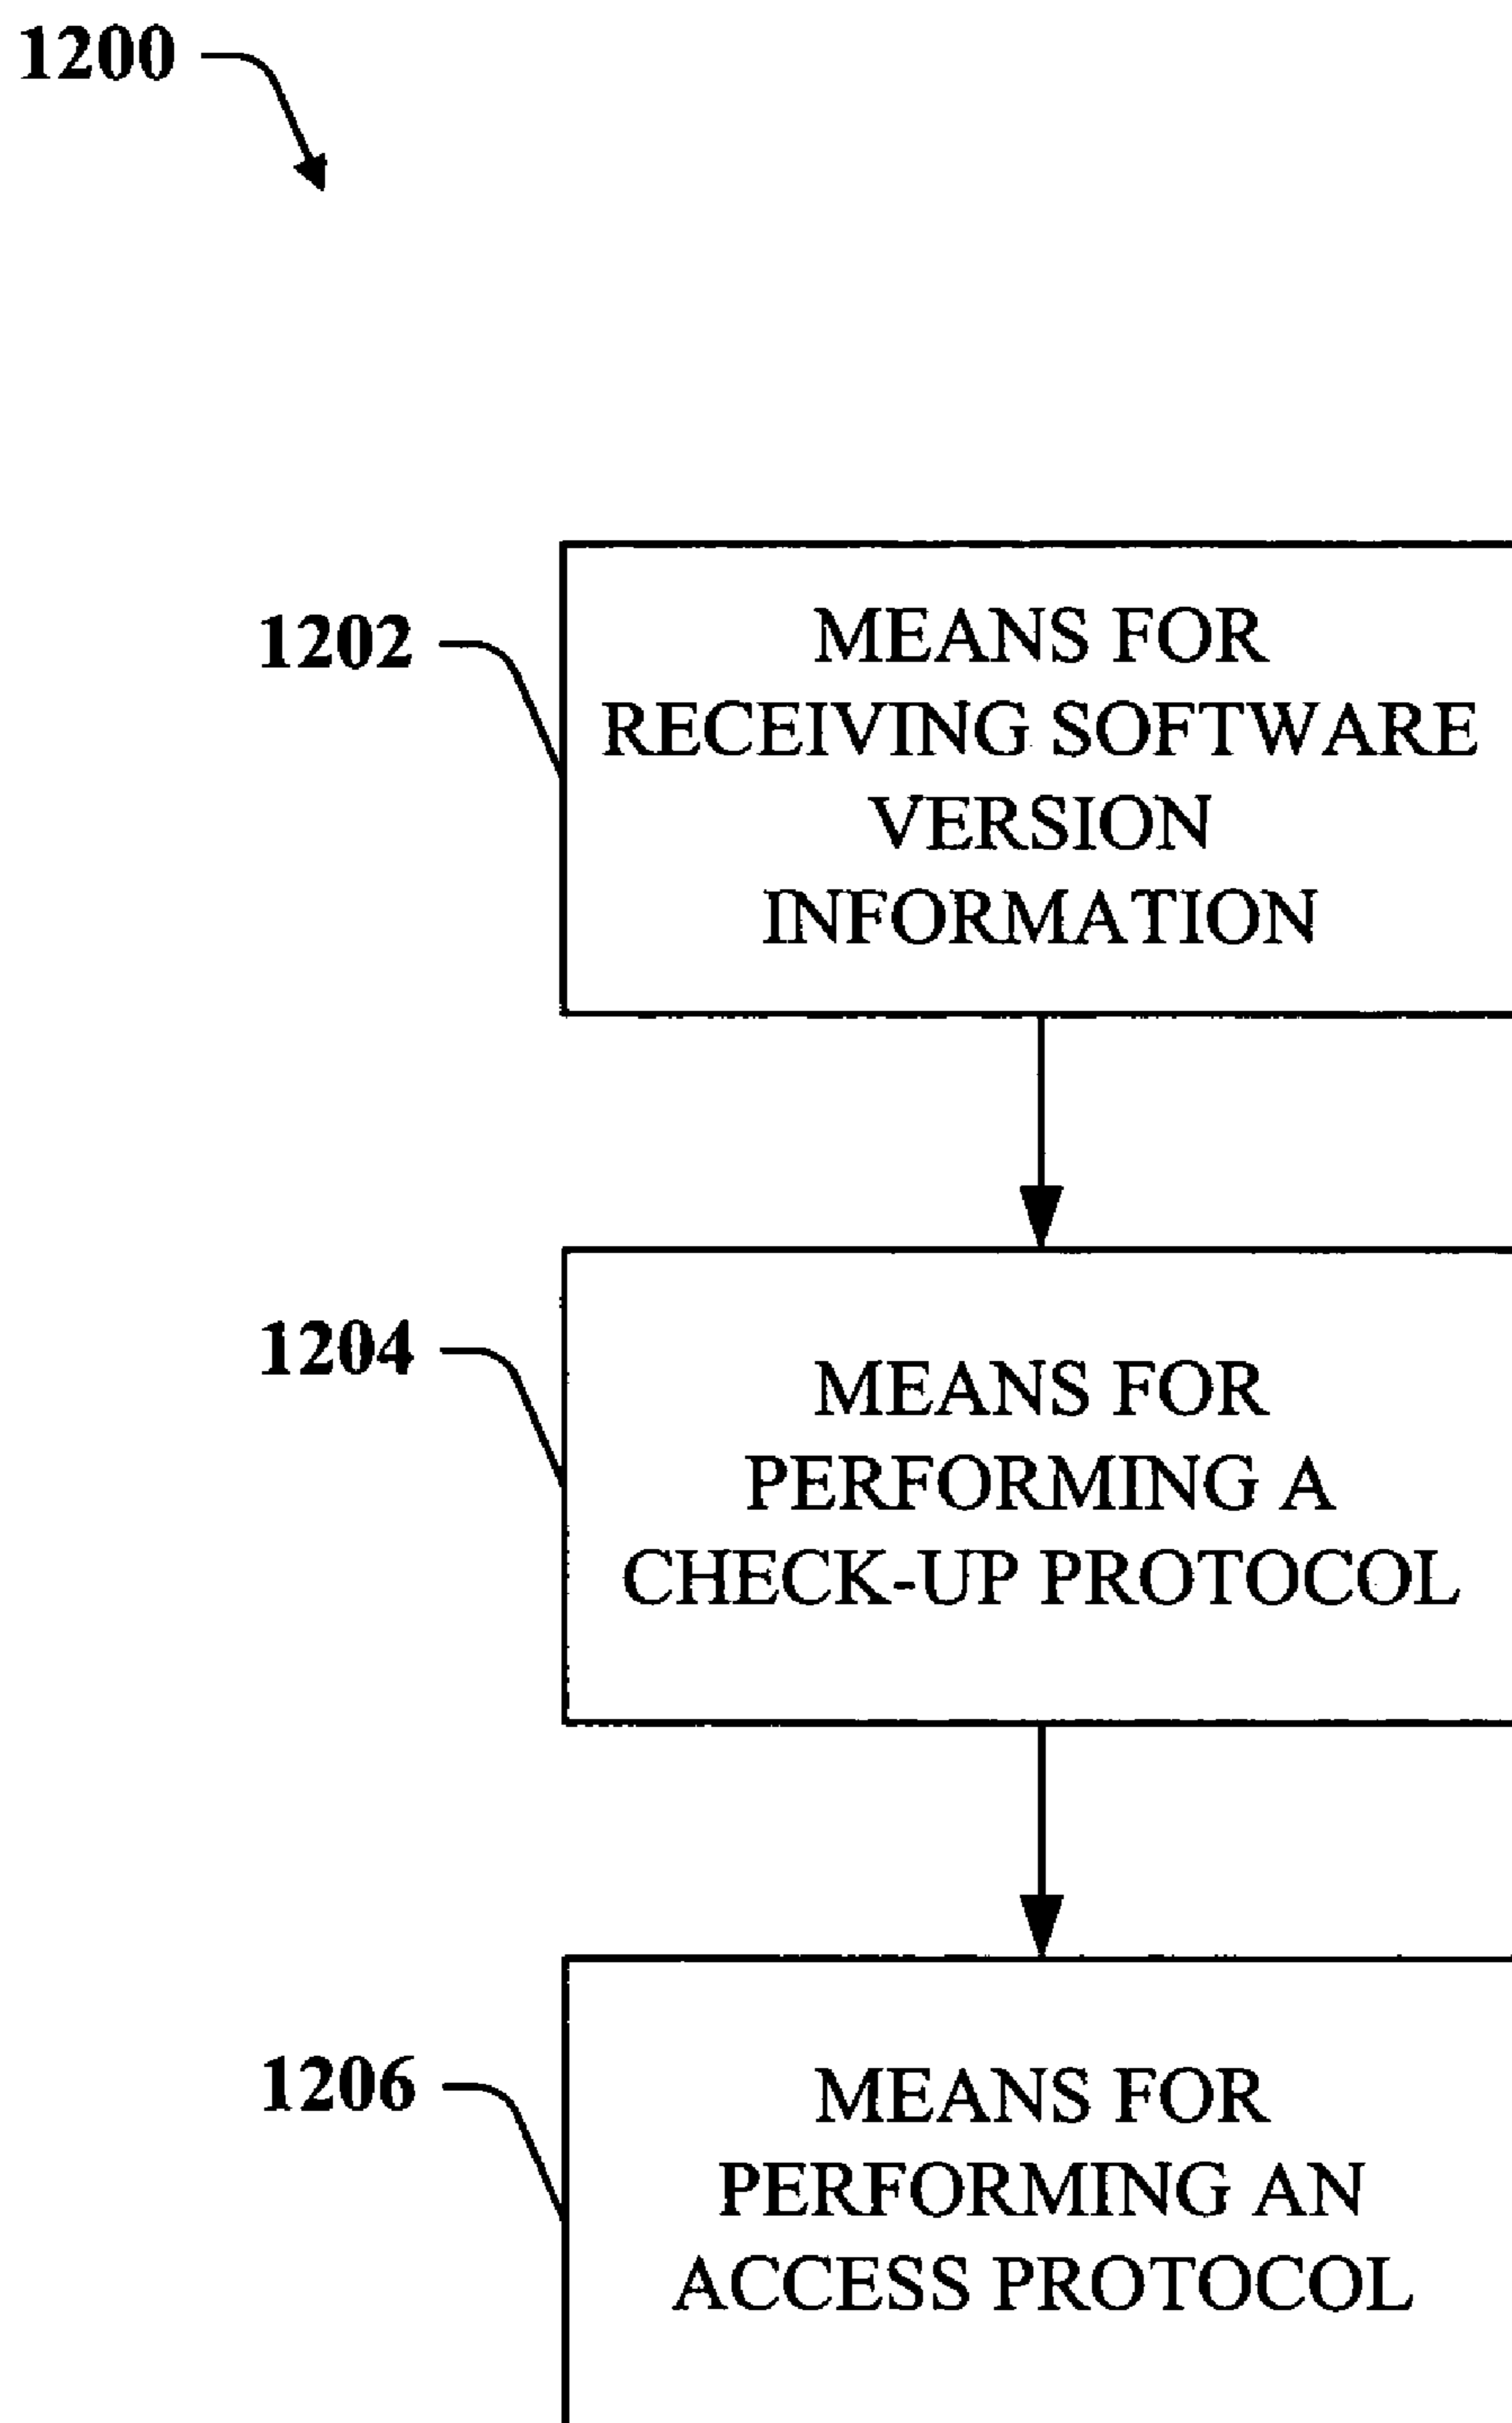 1200
1202
MEANS FOR
RECEIVING SOFTWARE
VERSION
INFORMATION
1204
MEANS FOR
PERFORMING A
CHECK-UP PROTOCOL
1206
MEANS FOR
PERFORMING AN
ACCESS PROTOCOL